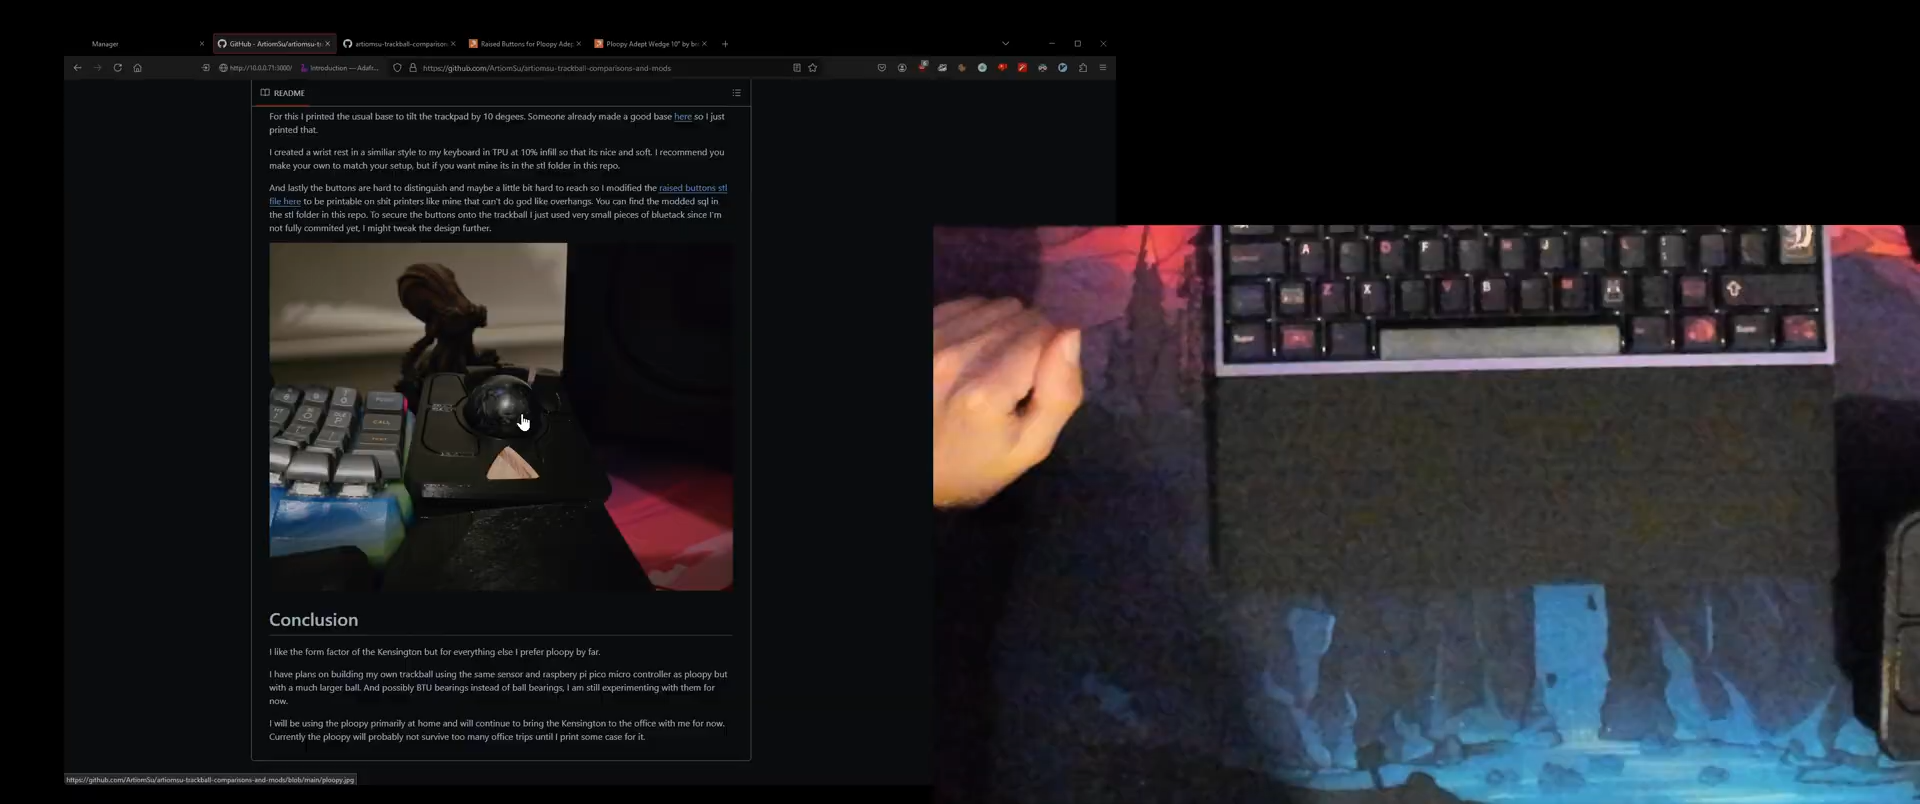 Manager
GitHub - ArtiomSu/artiomsu-tr
artiomsu-trackball-comparison
Raised Buttons for Ploopy Ade
Ploopy Adept Wedge 10° by br
http://10.0.0.71:3000/
Introduction — Adafr...
https://github.com/ArtiomSu/artiomsu-trackball-comparisons-and-mods
README
For this I printed the usual base to tilt the trackpad by 10 degees. Someone already made a good base here so I just
printed that.
I created a wrist rest in a similiar style to my keyboard in TPU at 10% infill so that its nice and soft. I recommend you
make your own to match your setup, but if you want mine its in the stl folder in this repo.
And lastly the buttons are hard to distinguish and maybe a little bit hard to reach so I modified the raised buttons stl
file here to be printable on shit printers like mine that can't do god like overhangs. You can find the modded sql in
the stl folder in this repo. To secure the buttons onto the trackball I just used very small pieces of bluetack since I'm
not fully commited yet, I might tweak the design further.
CALL
A F J L
Z X V B
Super Super
Conclusion
I like the form factor of the Kensington but for everything else I prefer ploopy by far.
I have plans on building my own trackball using the same sensor and raspbery pi pico micro controller as ploopy but
with a much larger ball. And possibly BTU bearings instead of ball bearings, I am still experimenting with them for
now.
I will be using the ploopy primarily at home and will continue to bring the Kensington to the office with me for now.
Currently the ploopy will probably not survive too many office trips until I print some case for it.
https://github.com/ArtiomSu/artiomsu-trackball-comparisons-and-mods/blob/main/ploopy.jpg